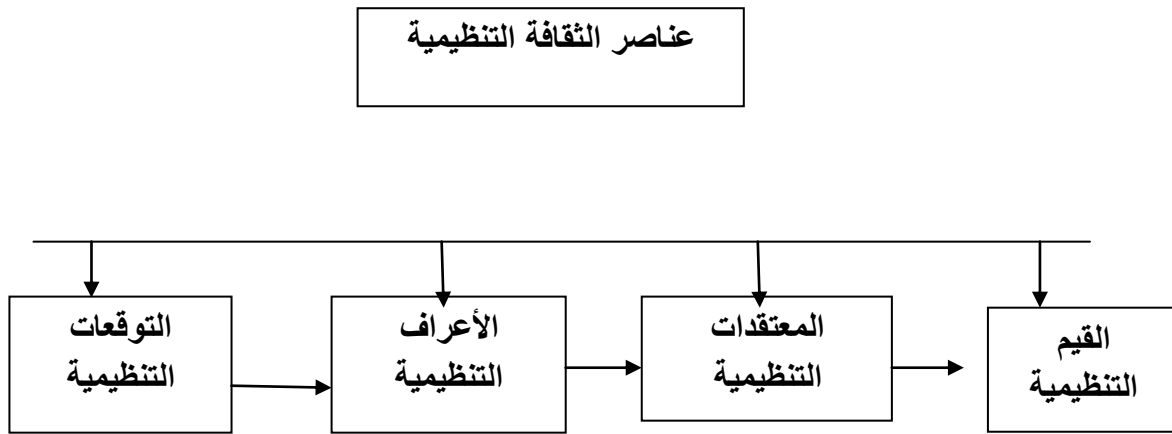 عناصر الثقافة التنظيمية
القيم
التنظيمية
المعتقدات
التنظيمية
الأعراف
التنظيمية
التوقعات
التنظيمية